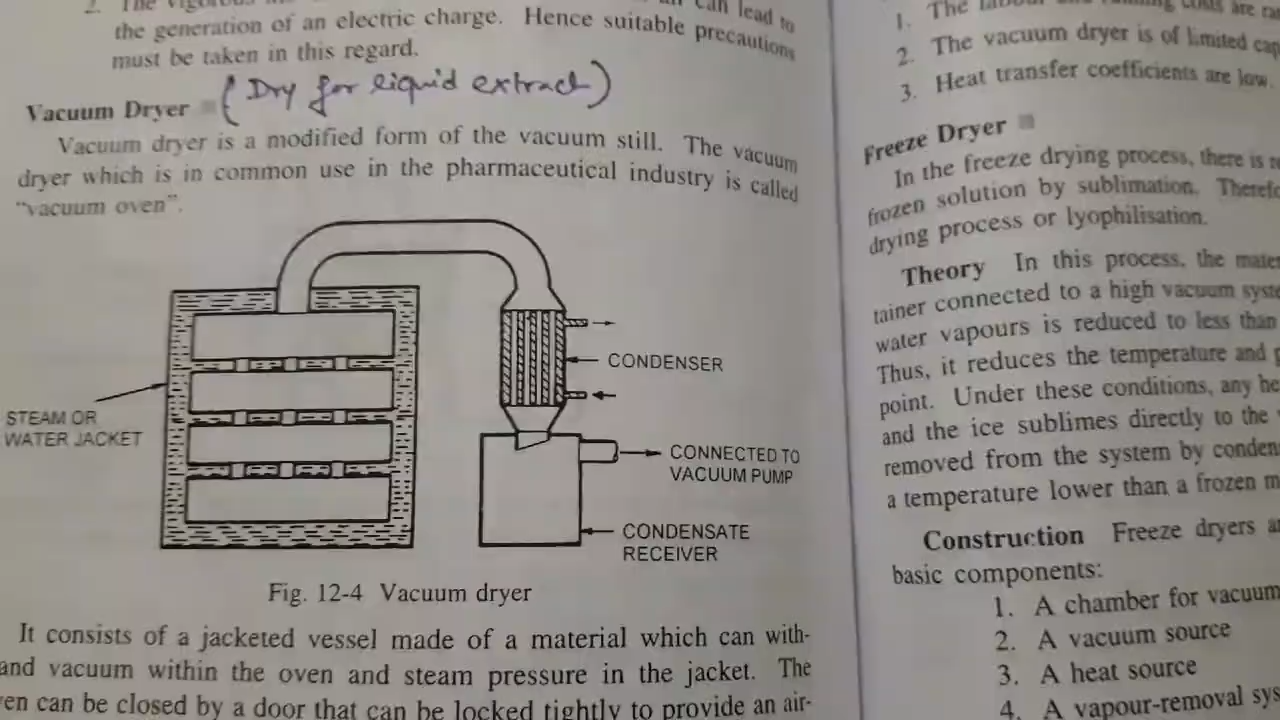 2. The
can lead to
the generation of an electric charge. Hence suitable precautions
must be taken in this regard.
Vacuum Dryer (Dry for liquid extract)
Vacuum dryer is a modified form of the vacuum still. The vacuum
dryer which is in common use in the pharmaceutical industry is called
"vacuum oven".
STEAM OR
WATER JACKET
CONDENSER
CONNECTED TO
VACUUM PUMP
CONDENSATE
RECEIVER
Fig. 12-4 Vacuum dryer
It consists of a jacketed vessel made of a material which can with-
and vacuum within the oven and steam pressure in the jacket. The
en can be closed by a door that can be locked tightly to provide an air-
1. The costs are
2. The vacuum dryer is of limited cap
3. Heat transfer coefficients are low.
Freeze Dryer
In the freeze drying process, there is
frozen solution by sublimation. Therefo
drying process or lyophilisation.
Theory In this process, the mater
tainer connected to a high vacuum syste
water vapours is reduced to less than
Thus, it reduces the temperature and p
point. Under these conditions, any he
and the ice sublimes directly to the
removed from the system by conden
a temperature lower than a frozen m
Construction Freeze dryers a
basic components:
1. A chamber for vacuum
2. A vacuum source
3. A heat source
4. A vapour-removal sys